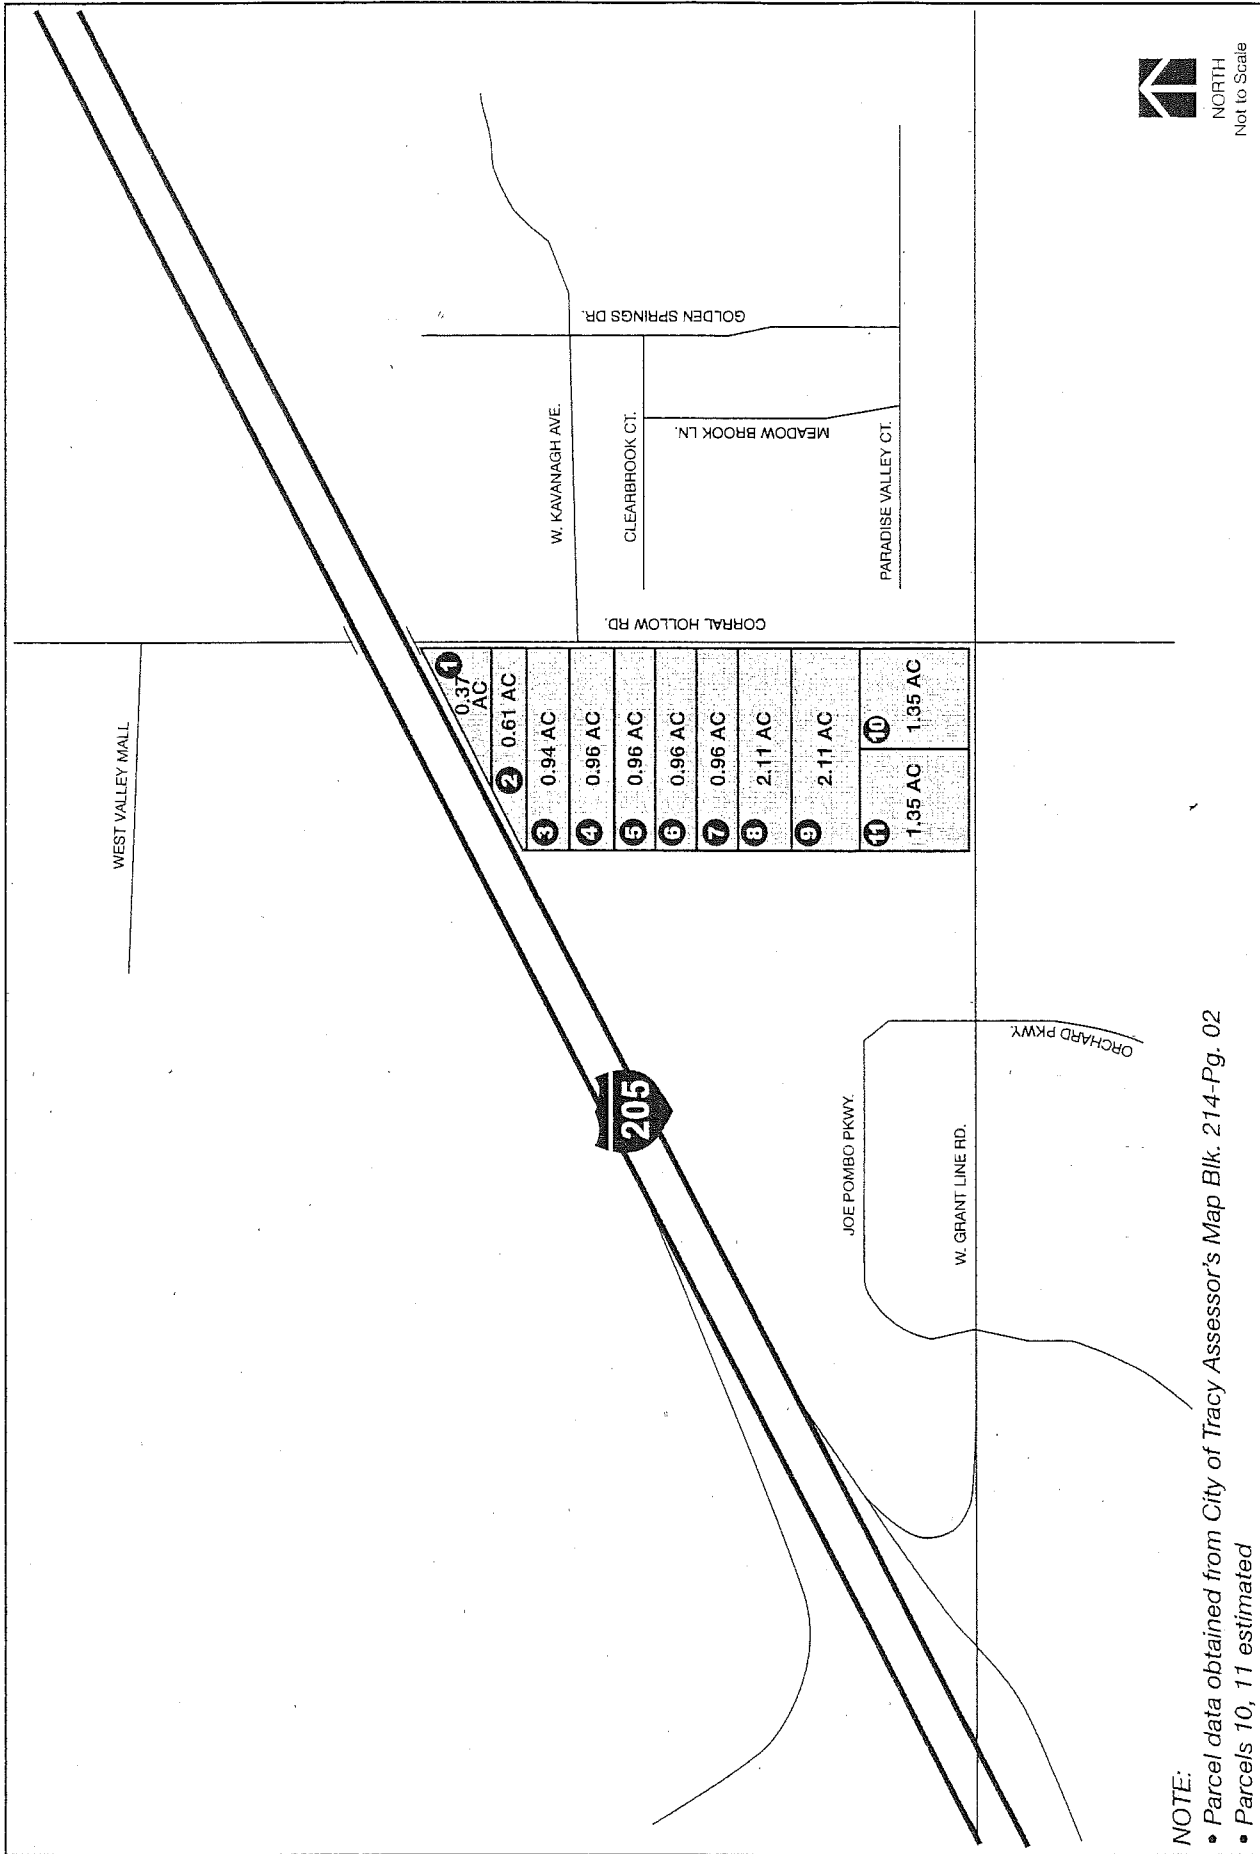 WEST VALLEY MALL
W. KAVANAGH AVE.
CLEARBROOK CT.
GOLDEN SPRINGS DR.
MEADOW BROOK LN.
PARADISE VALLEY CT.
CORRAL HOLLOW RD.
1
0.37
AC
2 0.61 AC
3 0.94 AC
4 0.96 AC
5 0.96 AC
6 0.96 AC
7 0.96 AC
8 2.11 AC
9 2.11 AC
11
1.35 AC
10
1.35 AC
205
JOE POMBO PKWY.
W. GRANT LINE RD.
ORCHARD PKWY.
NORTH
Not to Scale
NOTE:
• Parcel data obtained from City of Tracy Assessor's Map Blk. 214-Pg. 02
• Parcels 10, 11 estimated